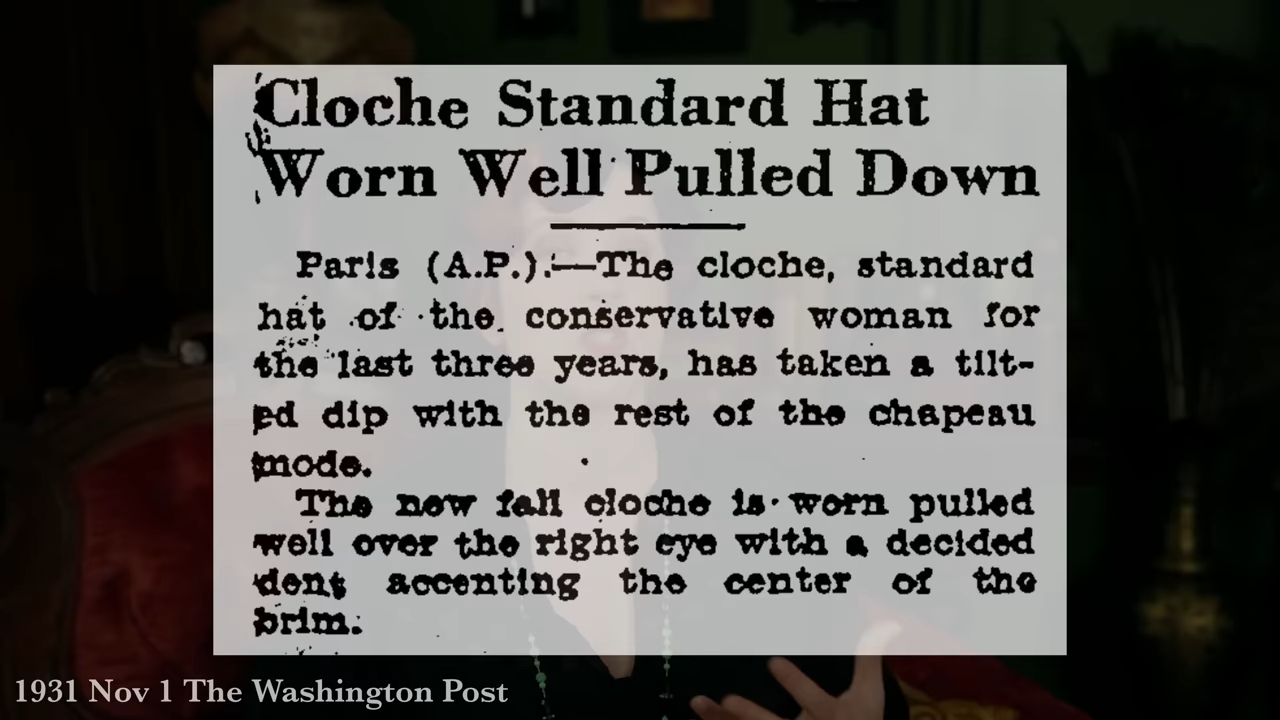 Cloche Standard Hat
Worn Well Pulled Down
Paris (A.P.).—The cloche, standard
hat of the conservative woman for
the last three years, has taken a tilt-
ed dip with the rest of the chapeau
mode.
The new fall cloche is worn pulled
well over the right eye with a decided
dent accenting the center of the
brim.
1931 Nov 1 The Washington Post